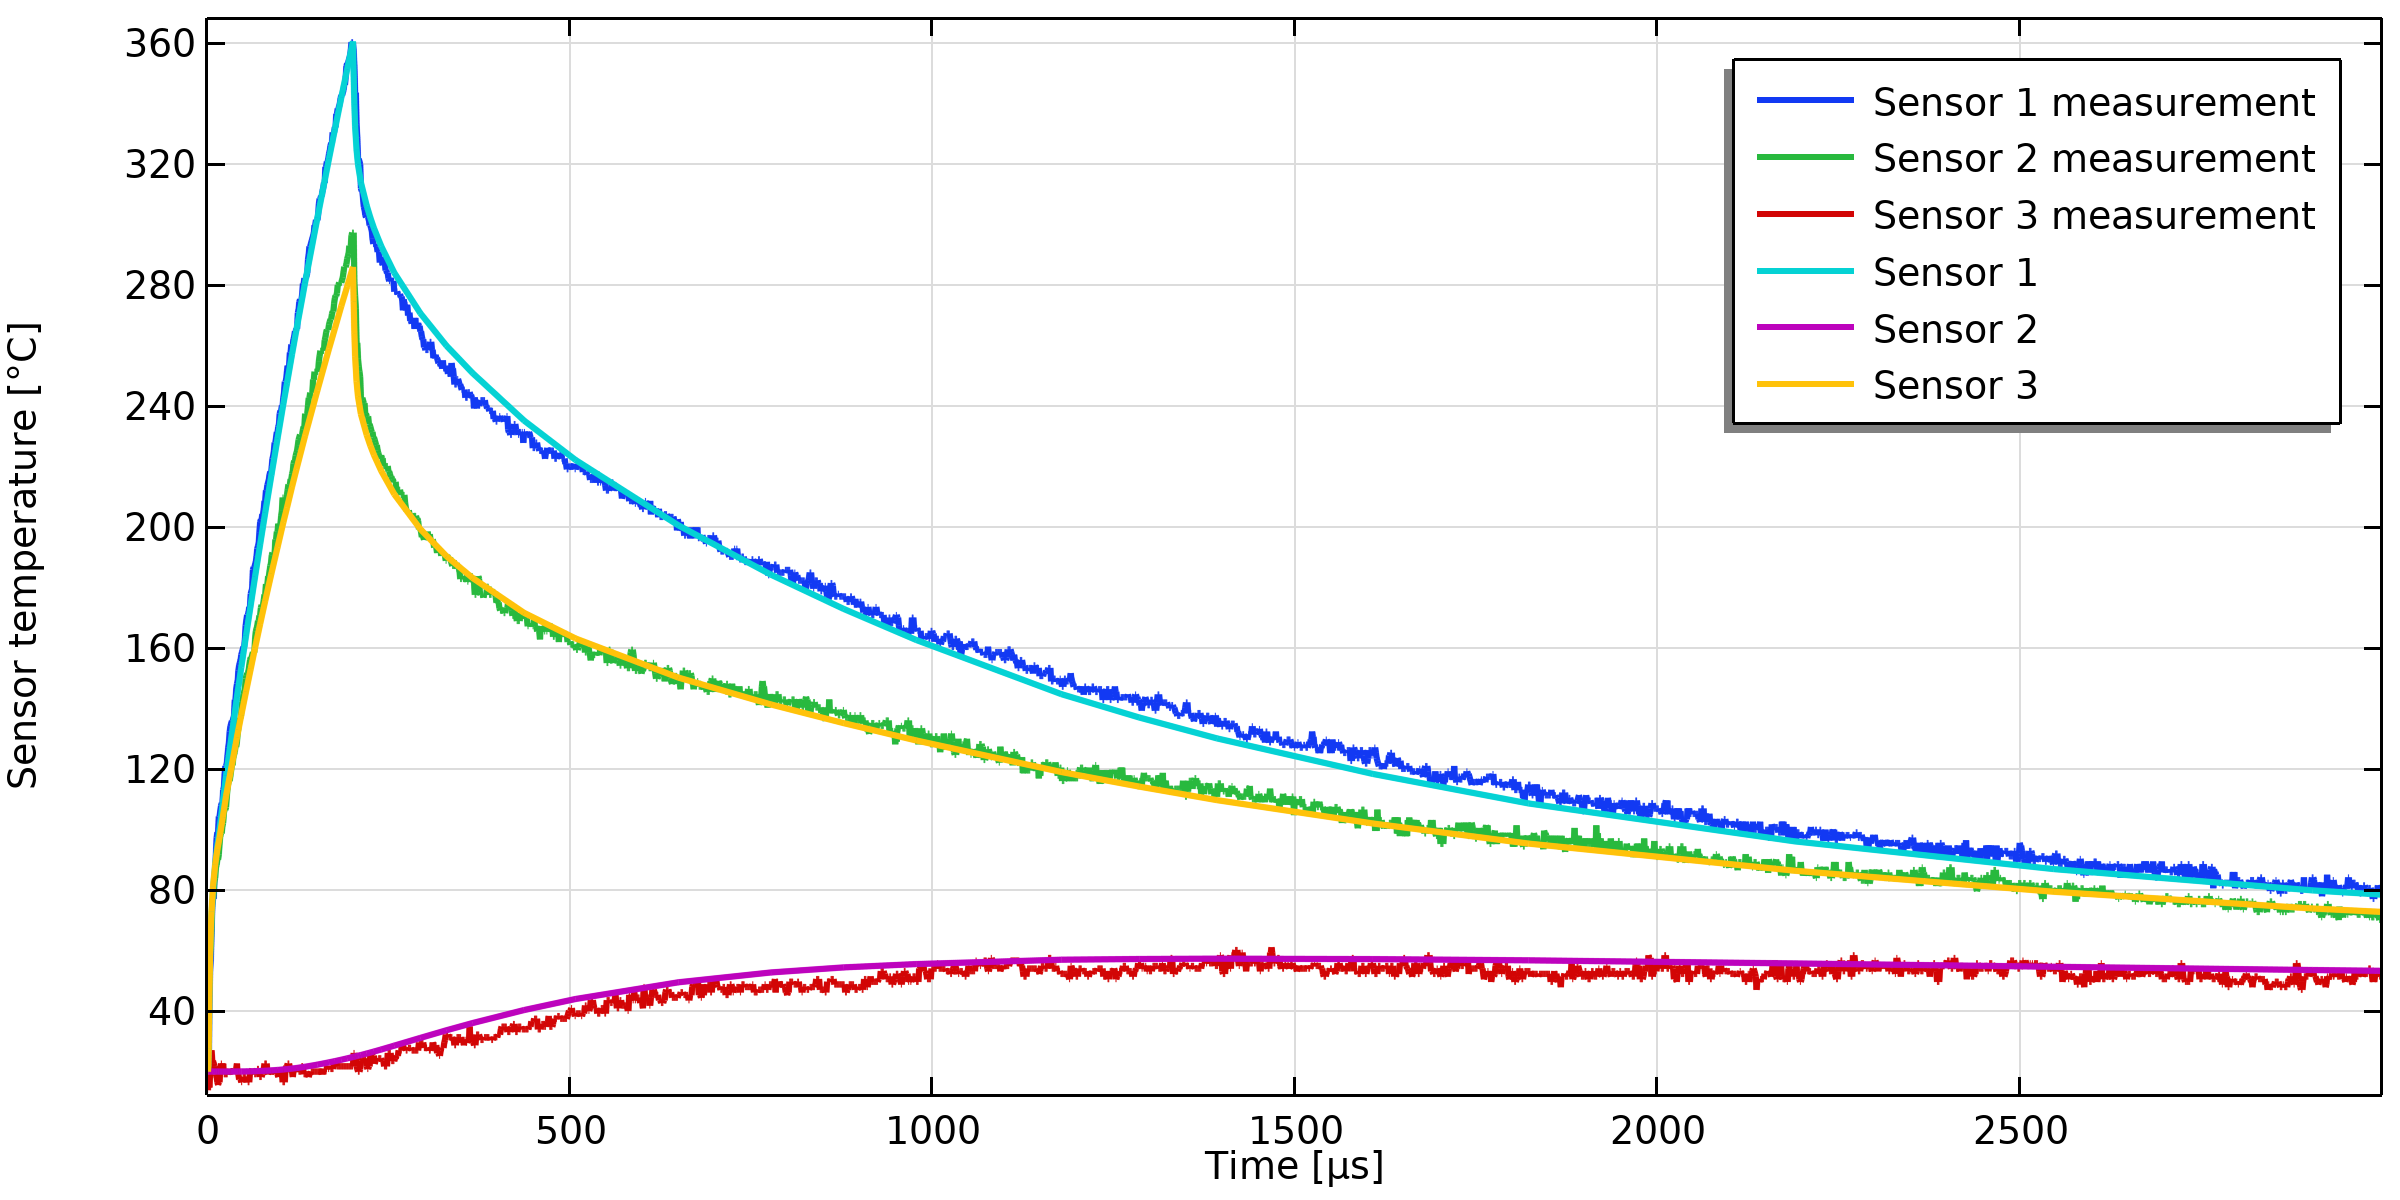 Sensor temperature [°C]
360
320
280
240
200
160
120
80
40
Sensor 1 measurement
Sensor 2 measurement
Sensor 3 measurement
Sensor 1
Sensor 2
Sensor 3
0 500 1000 1500 2000 2500
Time [µs]